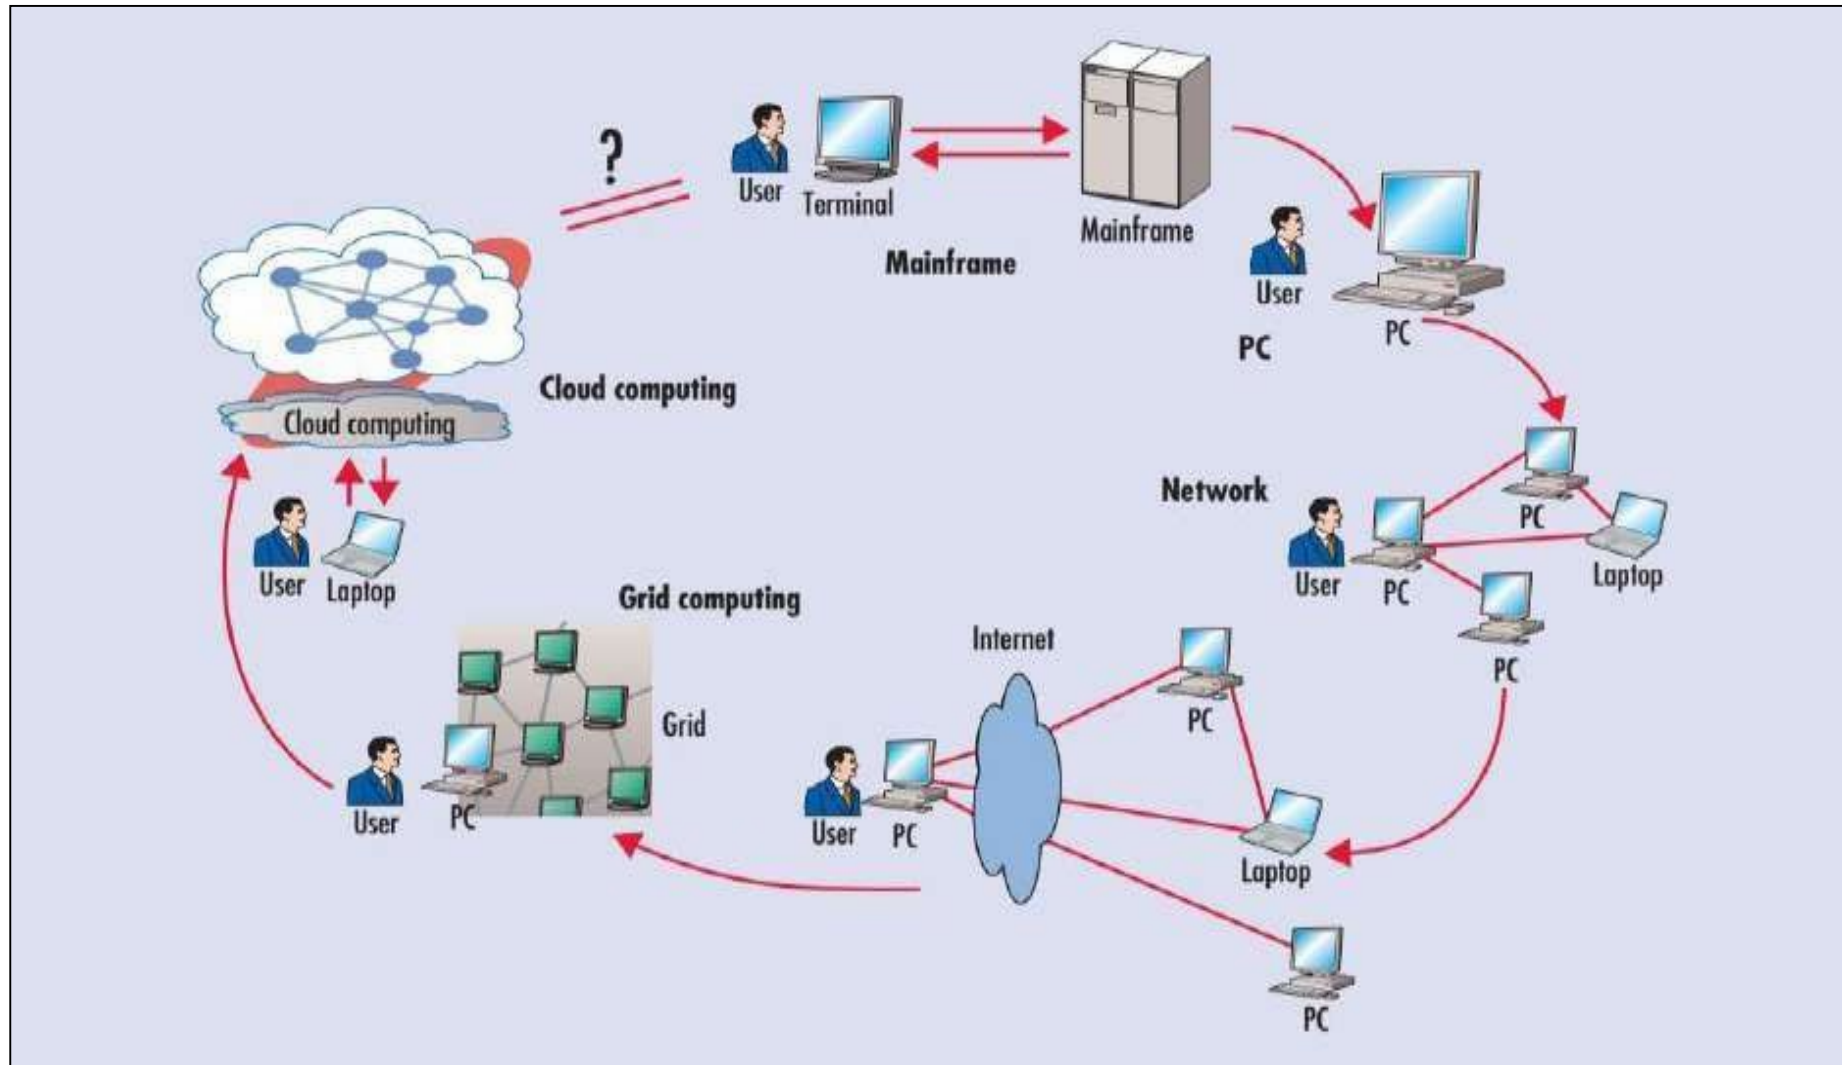 ?
User
Terminal
Mainframe
Mainframe
User
PC
PC
Network
PC
User
PC
Laptop
PC
Internet
PC
User
PC
Laptop
PC
Grid computing
Grid
User
PC
Cloud computing
Cloud computing
User
Laptop